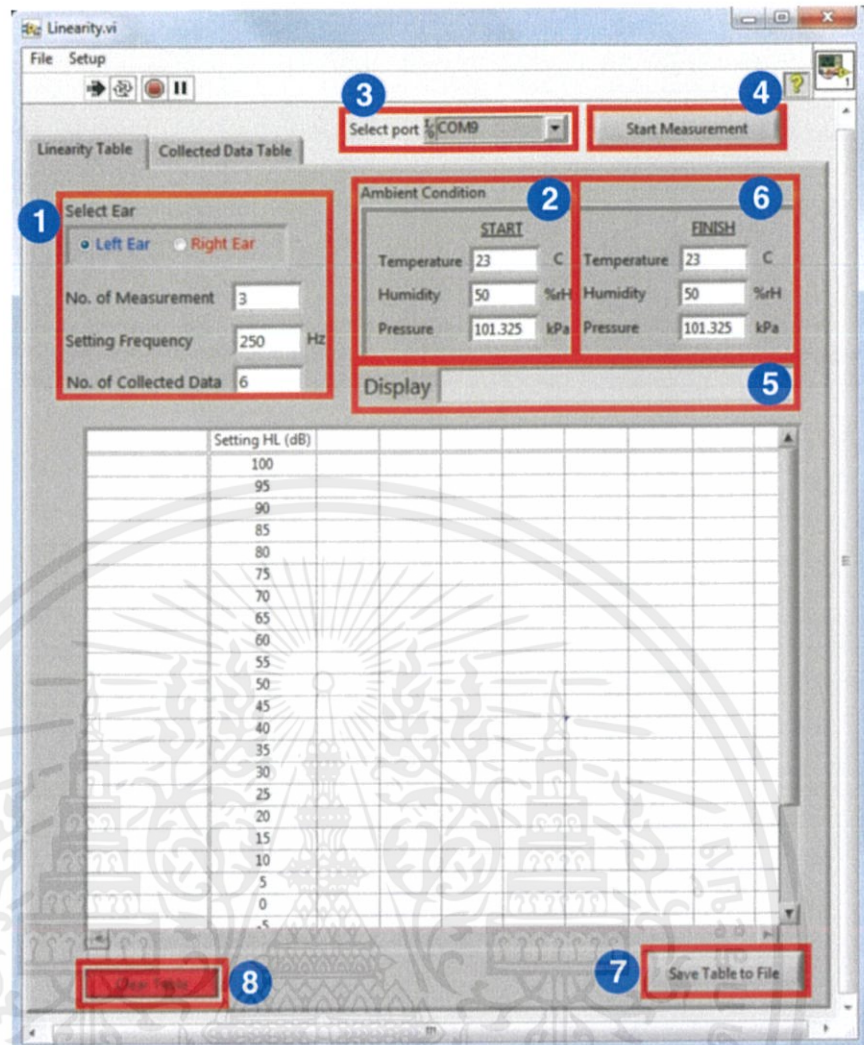 Linearity.vi
File Setup
3
4
Select port COM9
Start Measurement
Linearity Table Collected Data Table
1
Select Ear
Left Ear Right Ear
No. of Measurement 3
Setting Frequency 250 Hz
No. of Collected Data 6
Ambient Condition
2
START
Temperature 23 C
Humidity 50 %rH
Pressure 101.325 kPa
6
FINISH
Temperature 23 C
Humidity 50 %rH
Pressure 101.325 kPa
Display
5
Setting HL (dB)
100
95
90
85
80
75
70
65
60
55
50
45
40
35
30
25
20
15
10
5
0
-5
Clear Table
8
7
Save Table to File